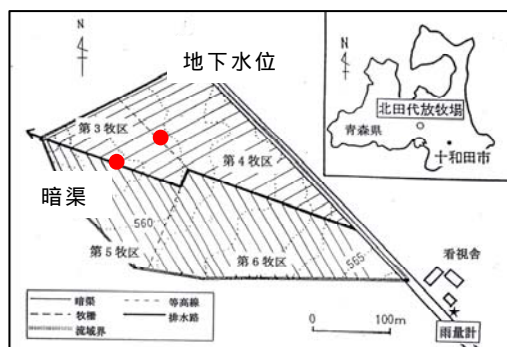 N
地下水位
N
北田代放牧場
青森県
十和田市
第3牧区
第4牧区
暗渠
560
第5牧区
第6牧区
565
看視舎
暗渠
等高線
牧柵
排水路
流域界
0
100m
雨量計